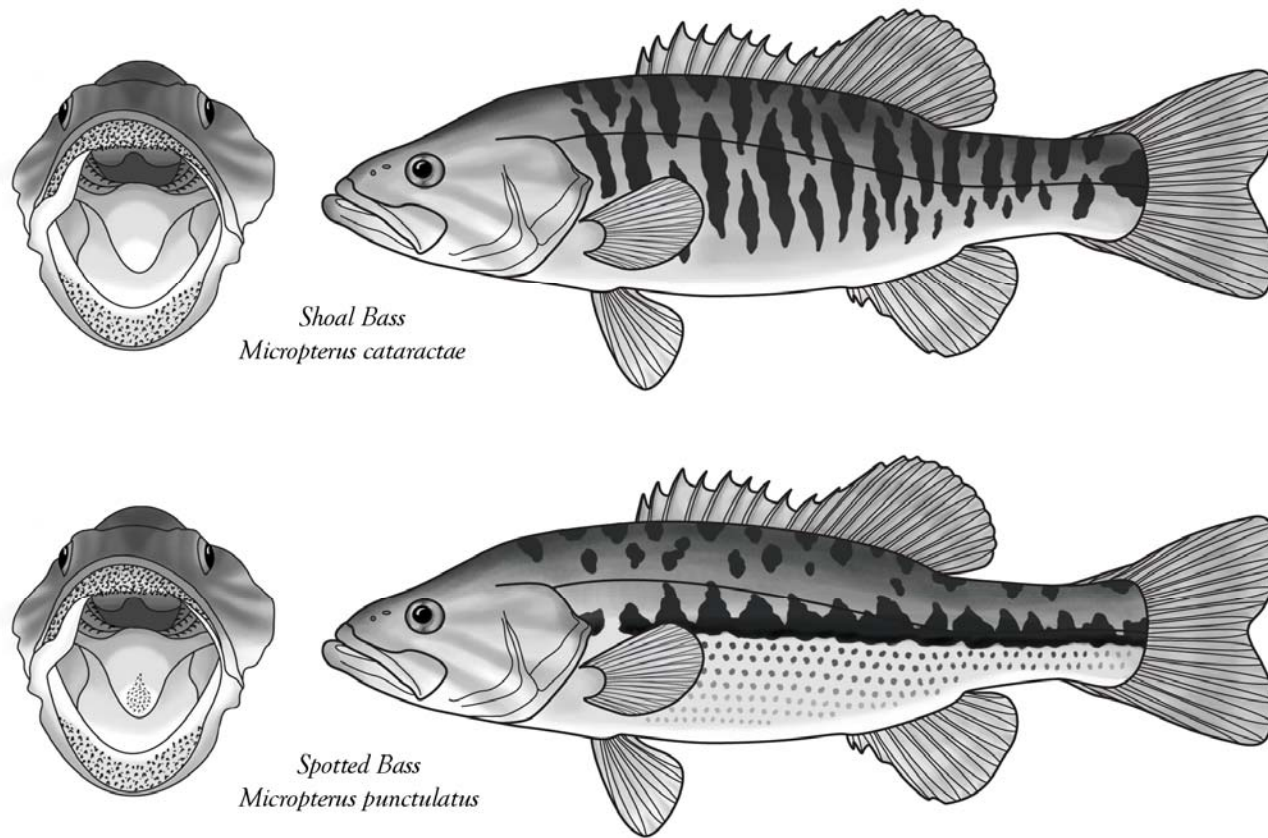 Shoal Bass
Micropterus cataractae
Spotted Bass
Micropterus punctulatus